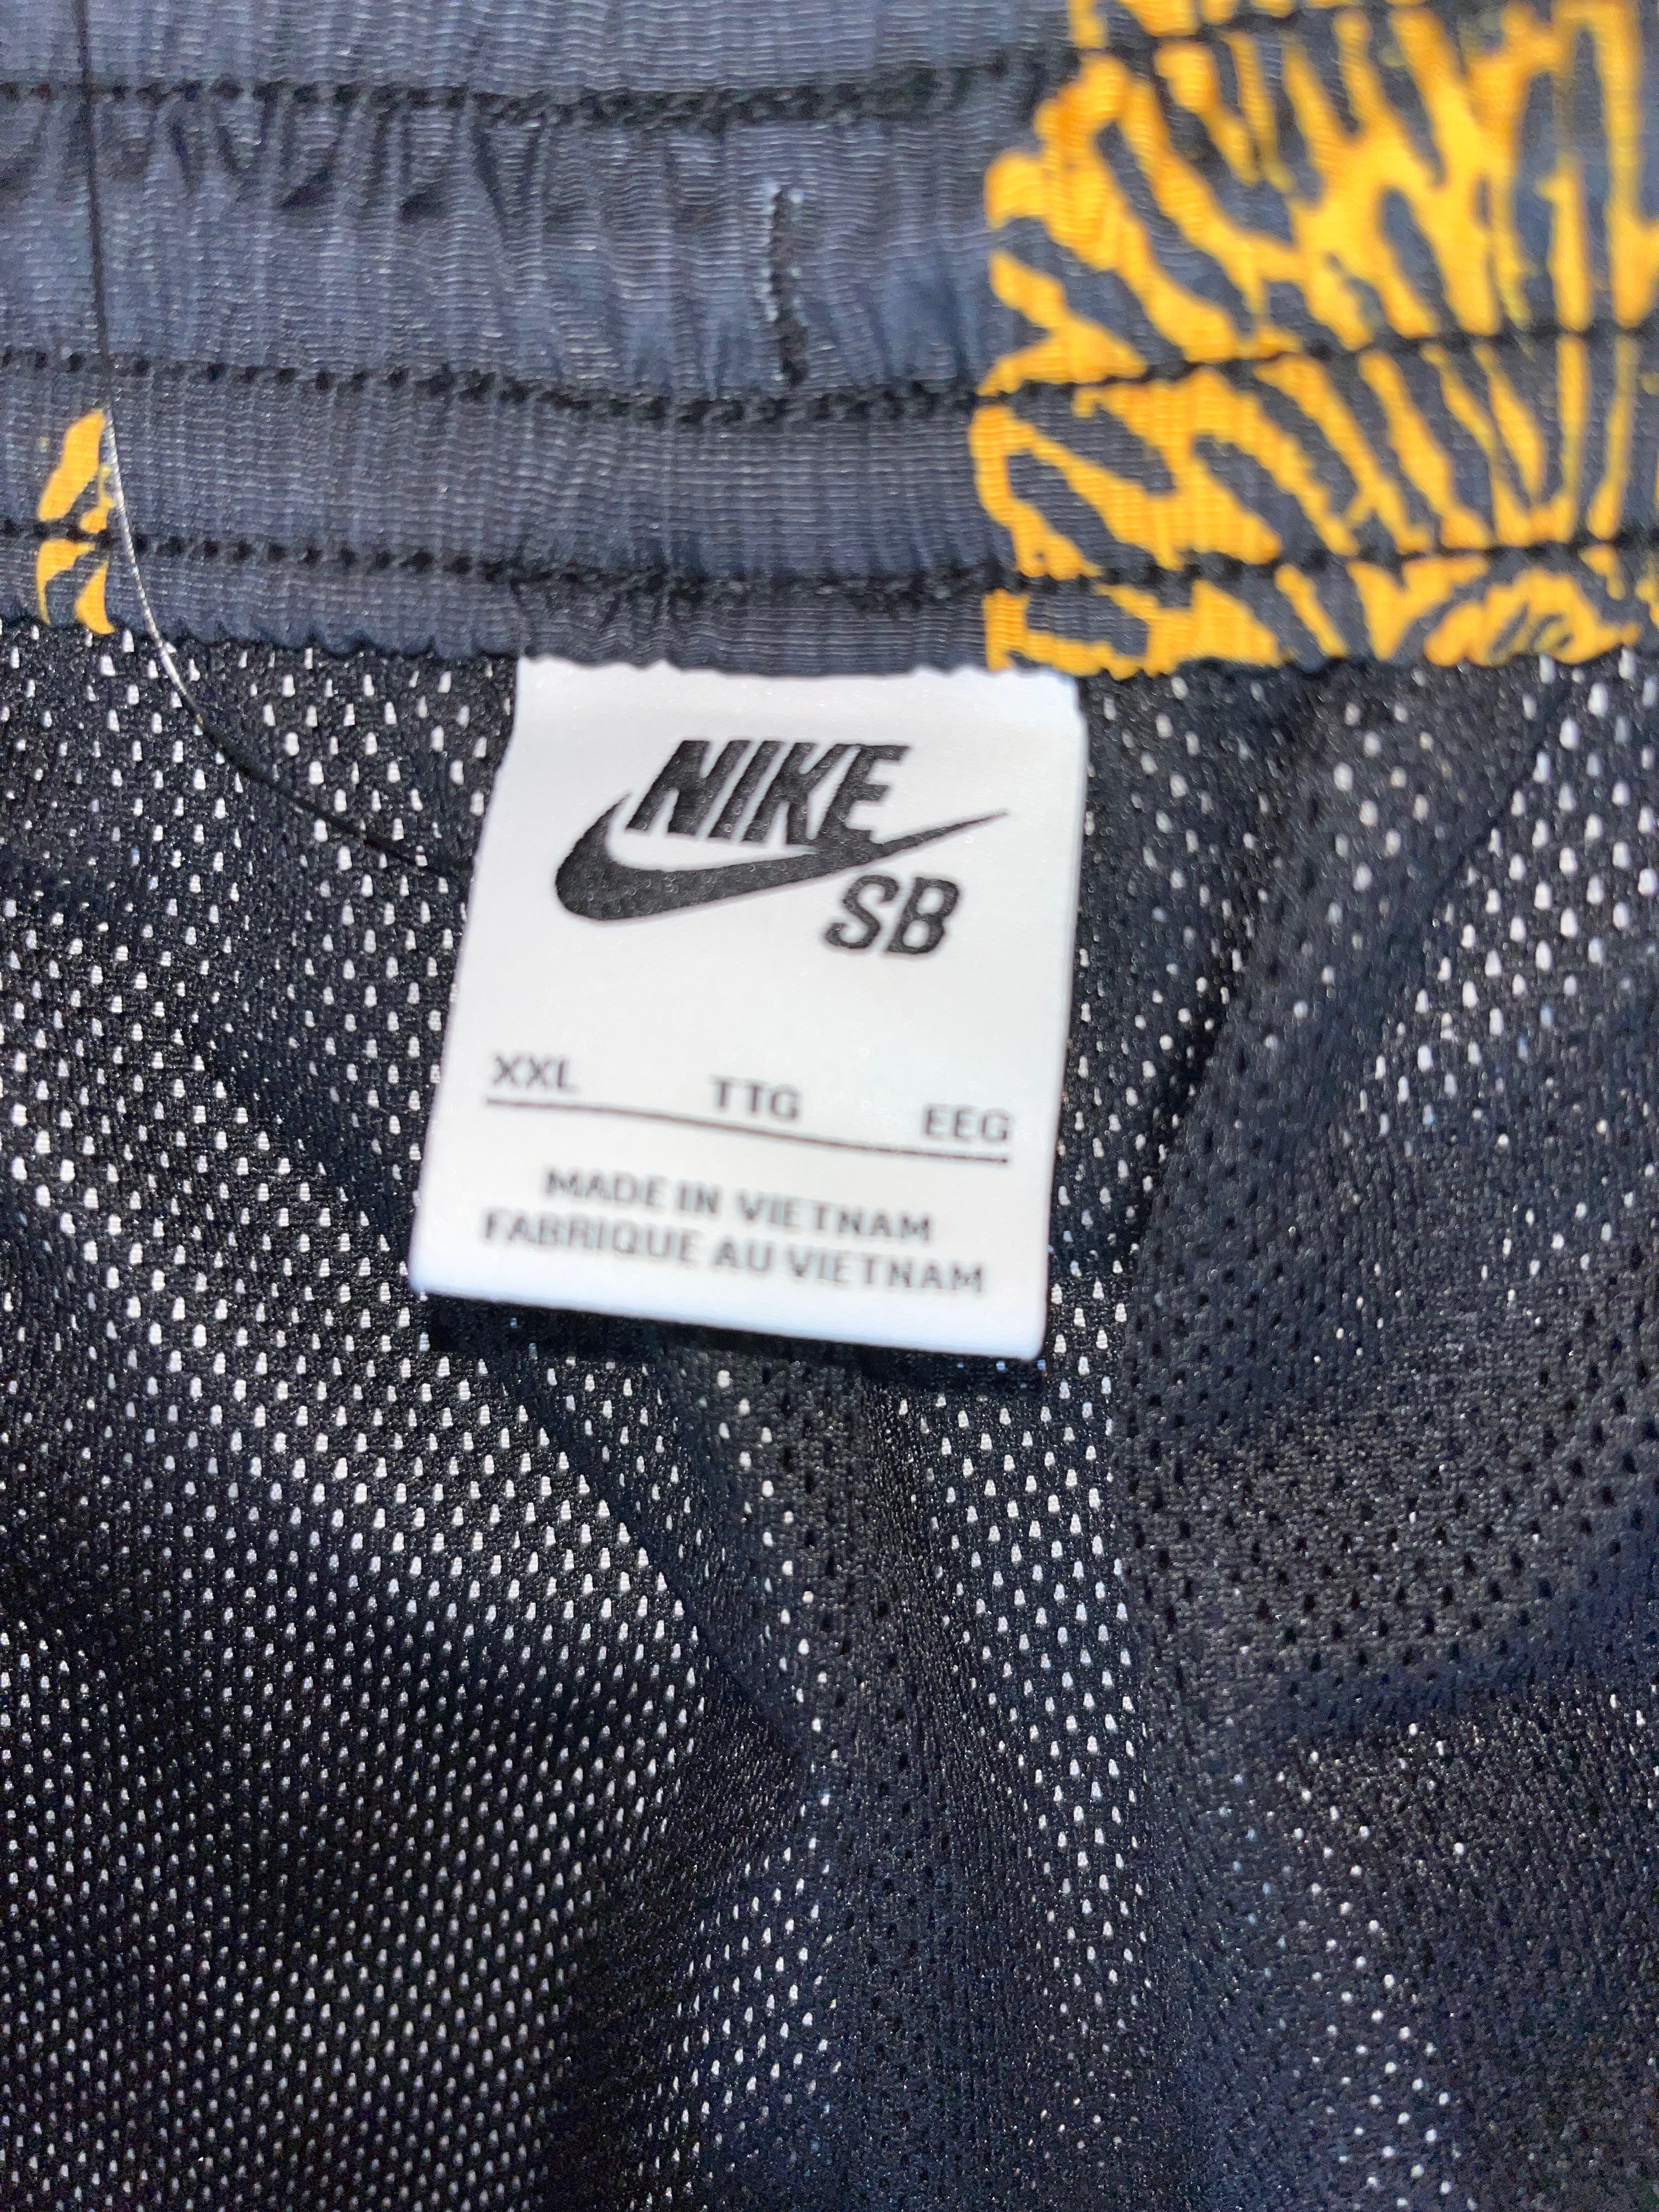 NIKE
SB
XXL TTG EEG
MADE IN VIETNAM
FABRIQUE AU VIETNAM